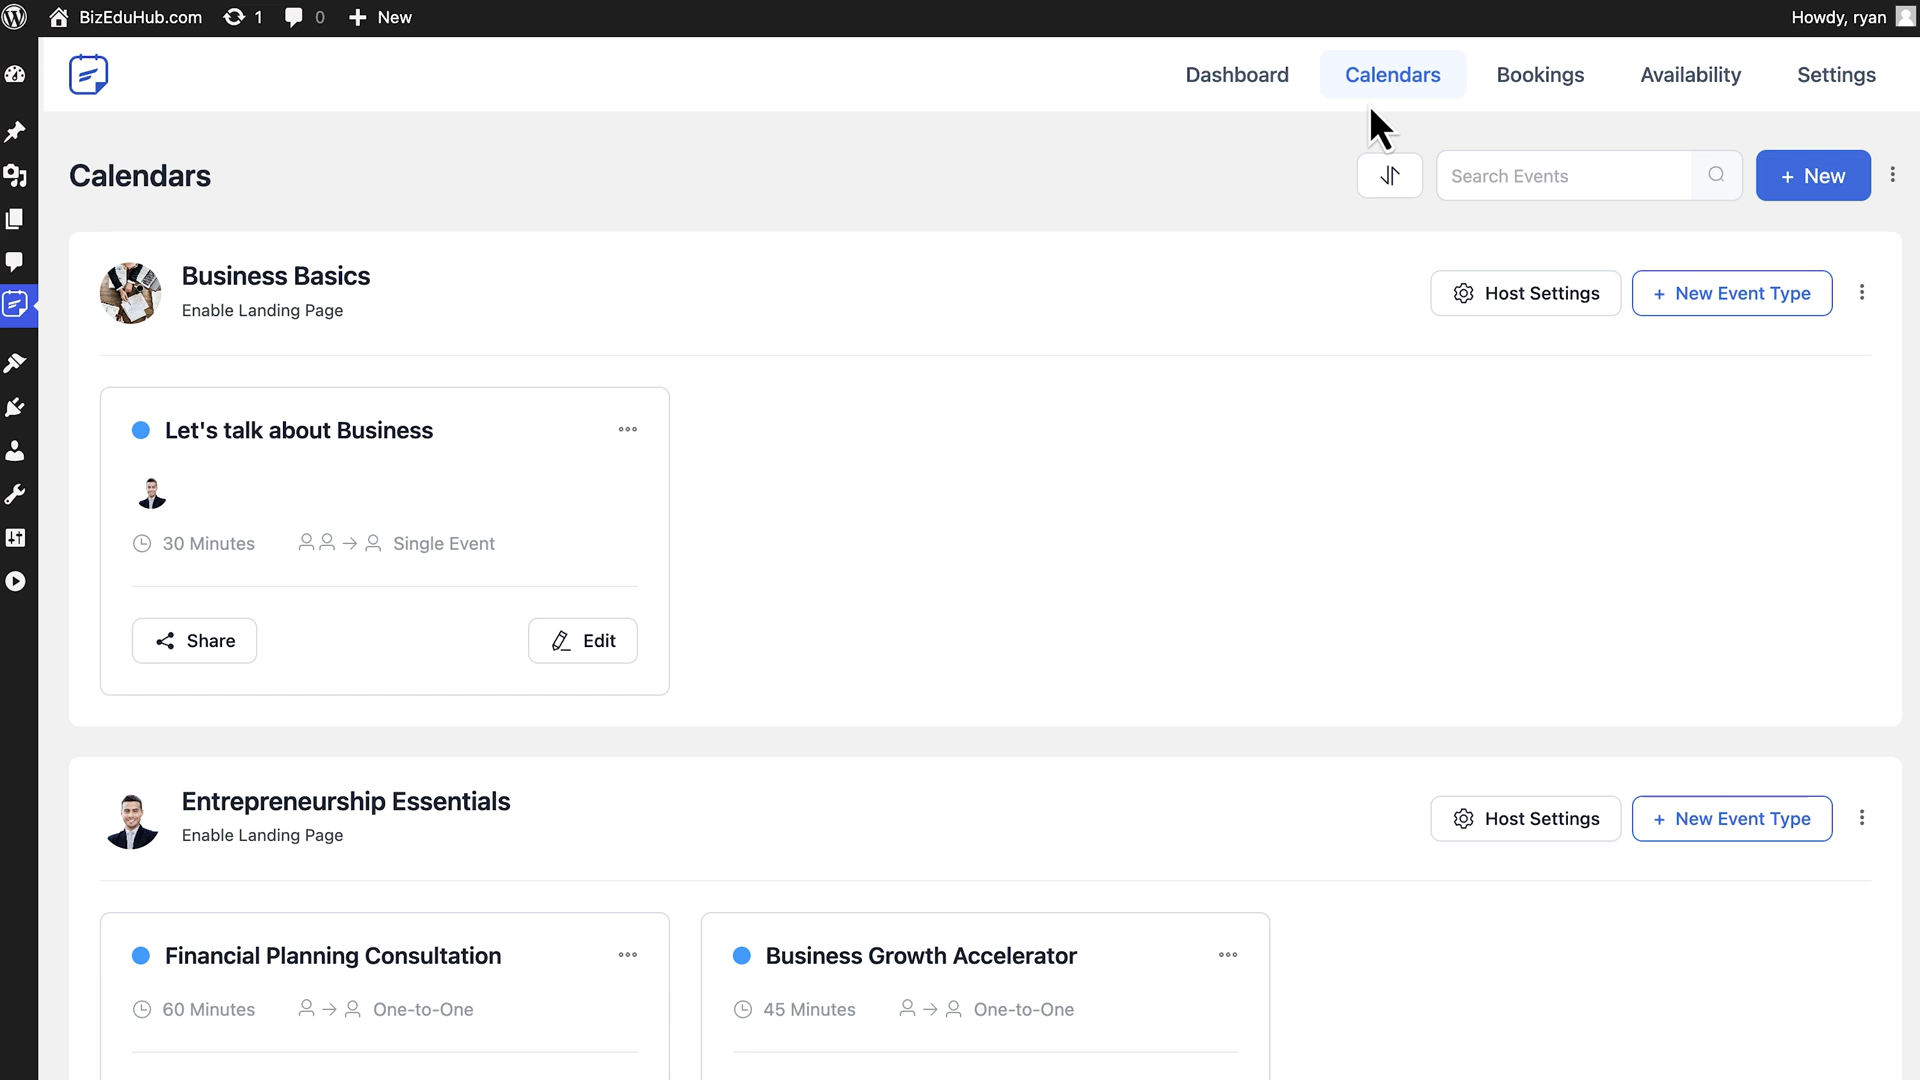 BizEduHub.com 1 0 New Howdy, ryan
Dashboard Calendars Bookings Availability Settings
Calendars Search Events + New
Business Basics
Enable Landing Page
Host Settings + New Event Type
Let's talk about Business
30 Minutes Single Event
Share Edit
Entrepreneurship Essentials
Enable Landing Page
Host Settings + New Event Type
Financial Planning Consultation
60 Minutes One-to-One
Business Growth Accelerator
45 Minutes One-to-One